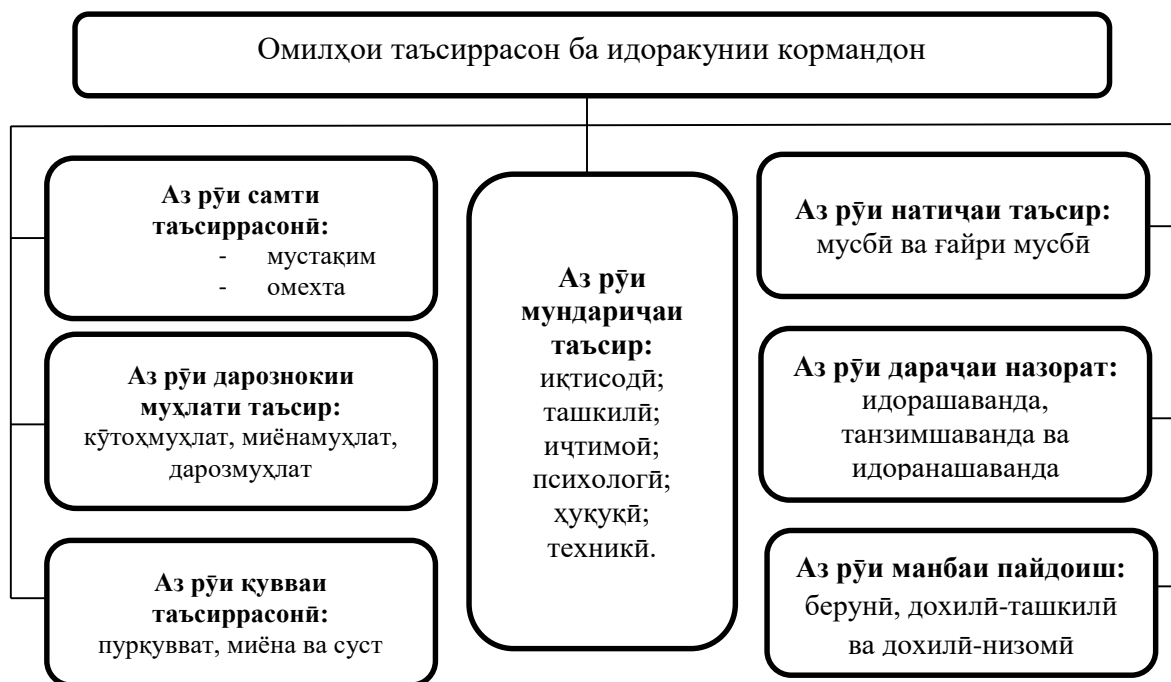 Омилҳои таъсиррасон ба идоракунии кормандон
Аз рӯи самти
таъсиррасонӣ:
- мустақим
- омехта
Аз рӯи дарознокии
муҳлати таъсир:
кӯтоҳмуҳлат, миёнамуҳлат,
дарозмуҳлат
Аз рӯи қувваи
таъсиррасонӣ:
пурқувват, миёна ва суст
Аз рӯи
мундариҷаи
таъсир:
иқтисодӣ;
ташкилӣ;
иҷтимоӣ;
психологӣ;
ҳуқуқӣ;
техникӣ.
Аз рӯи натиҷаи таъсир:
мусбӣ ва ғайри мусбӣ
Аз рӯи дараҷаи назорат:
идорашаванда,
танзимшаванда ва
идоранашаванда
Аз рӯи манбаи пайдоиш:
берунӣ, дохилӣ-ташкилӣ
ва дохилӣ-низомӣ